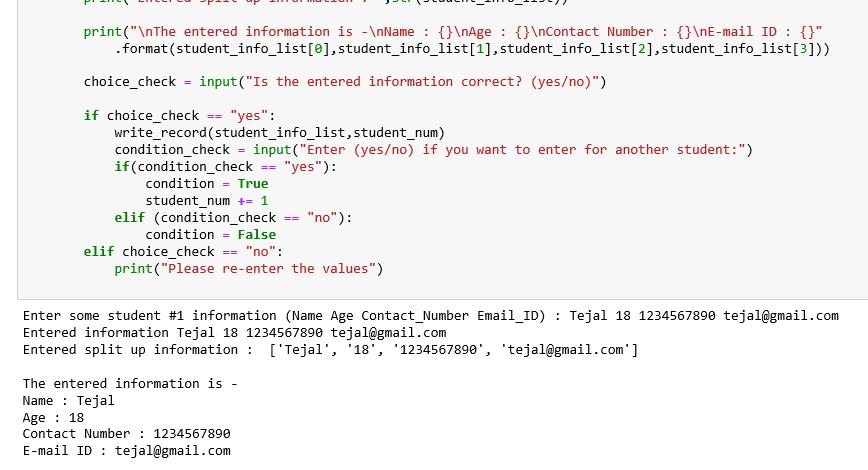 print("\nThe entered information is -\nName : {}\nAge : {}\nContact Number : {}\nE-mail ID : {}"
.format(student_info_list[0],student_info_list[1],student_info_list[2],student_info_list[3]))
choice_check = input("Is the entered information correct? (yes/no)")
if choice_check == "yes":
write_record(student_info_list,student_num)
condition_check = input("Enter (yes/no) if you want to enter for another student:")
if(condition_check == "yes"):
condition = True
student_num += 1
elif (condition_check == "no"):
condition = False
elif choice_check == "no":
print("Please re-enter the values")
Enter some student #1 information (Name Age Contact_Number Email_ID) : Tejal 18 1234567890 tejal@gmail.com
Entered information Tejal 18 1234567890 tejal@gmail.com
Entered split up information :  ['Tejal', '18', '1234567890', 'tejal@gmail.com']
The entered information is -
Name : Tejal
Age : 18
Contact Number : 1234567890
E-mail ID : tejal@gmail.com